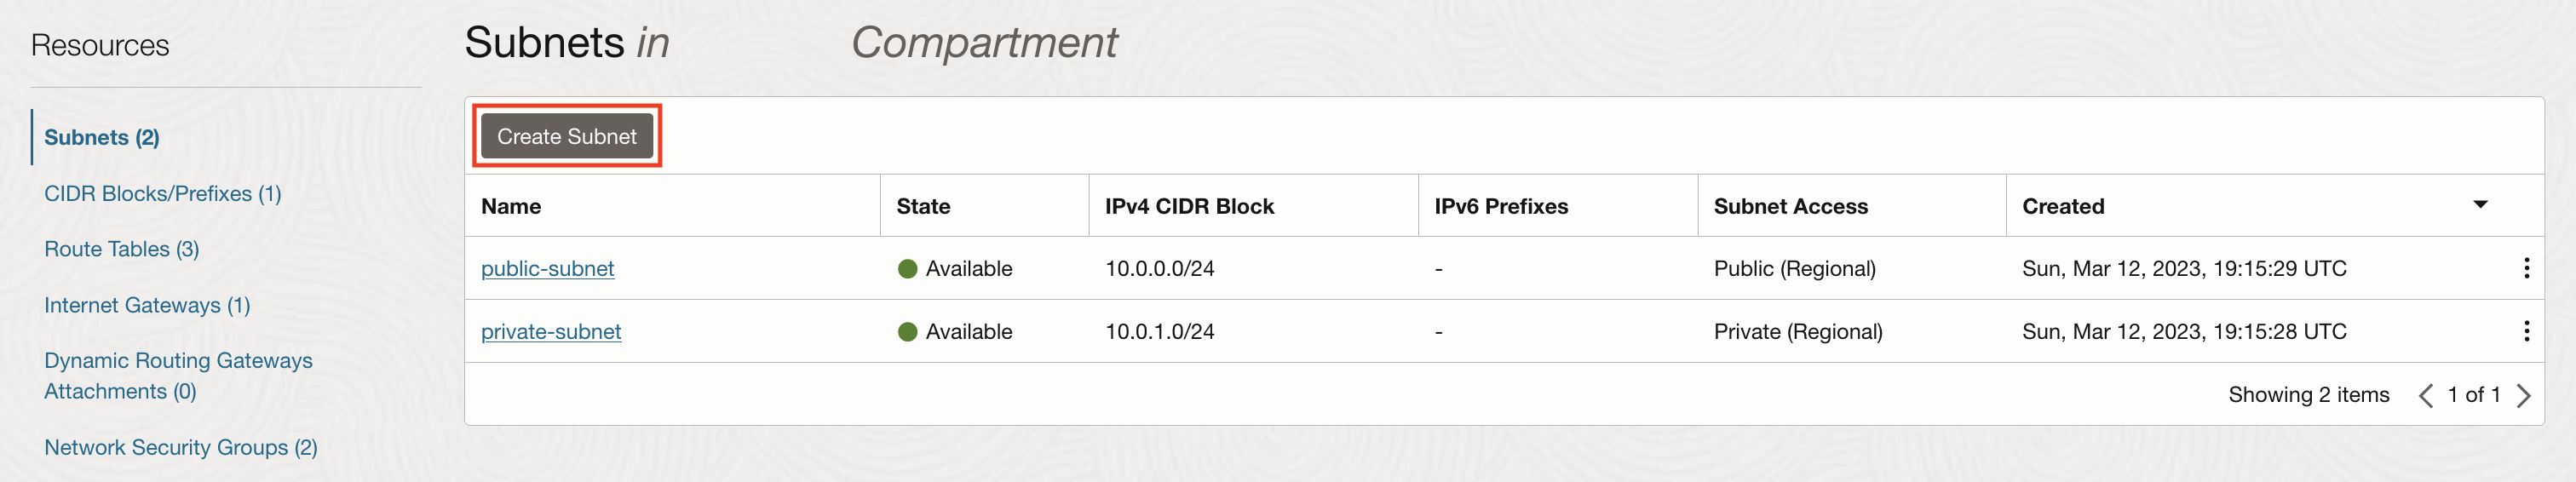 Resources
Subnets (2)
CIDR Blocks/Prefixes (1)
Route Tables (3)
Internet Gateways (1)
Dynamic Routing Gateways
Attachments (0)
Network Security Groups (2)
Subnets in Compartment
Create Subnet
Name State IPv4 CIDR Block IPv6 Prefixes Subnet Access Created
public-subnet Available 10.0.0.0/24 - Public (Regional) Sun, Mar 12, 2023, 19:15:29 UTC
private-subnet Available 10.0.1.0/24 - Private (Regional) Sun, Mar 12, 2023, 19:15:28 UTC
Showing 2 items 1 of 1